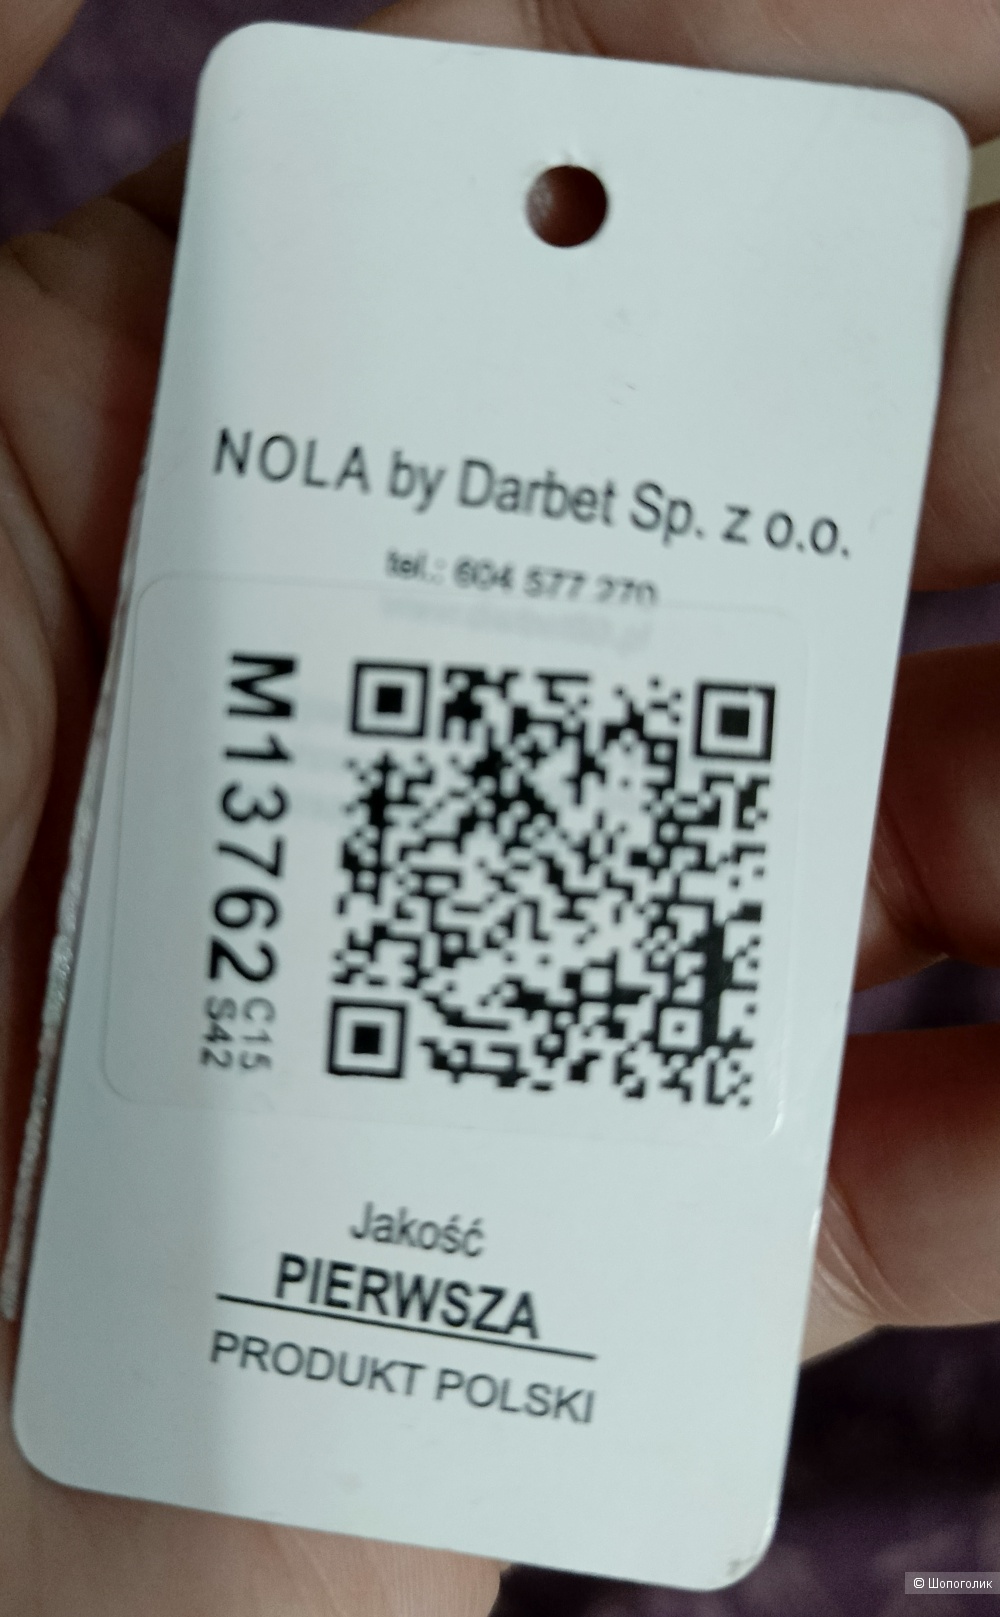 NOLA by Darbet Sp. z o.o.
tel.: 604 577 270
M13762
C15
S42
Jakość
PIERWSZA
PRODUKT POLSKI
© Шопоголик